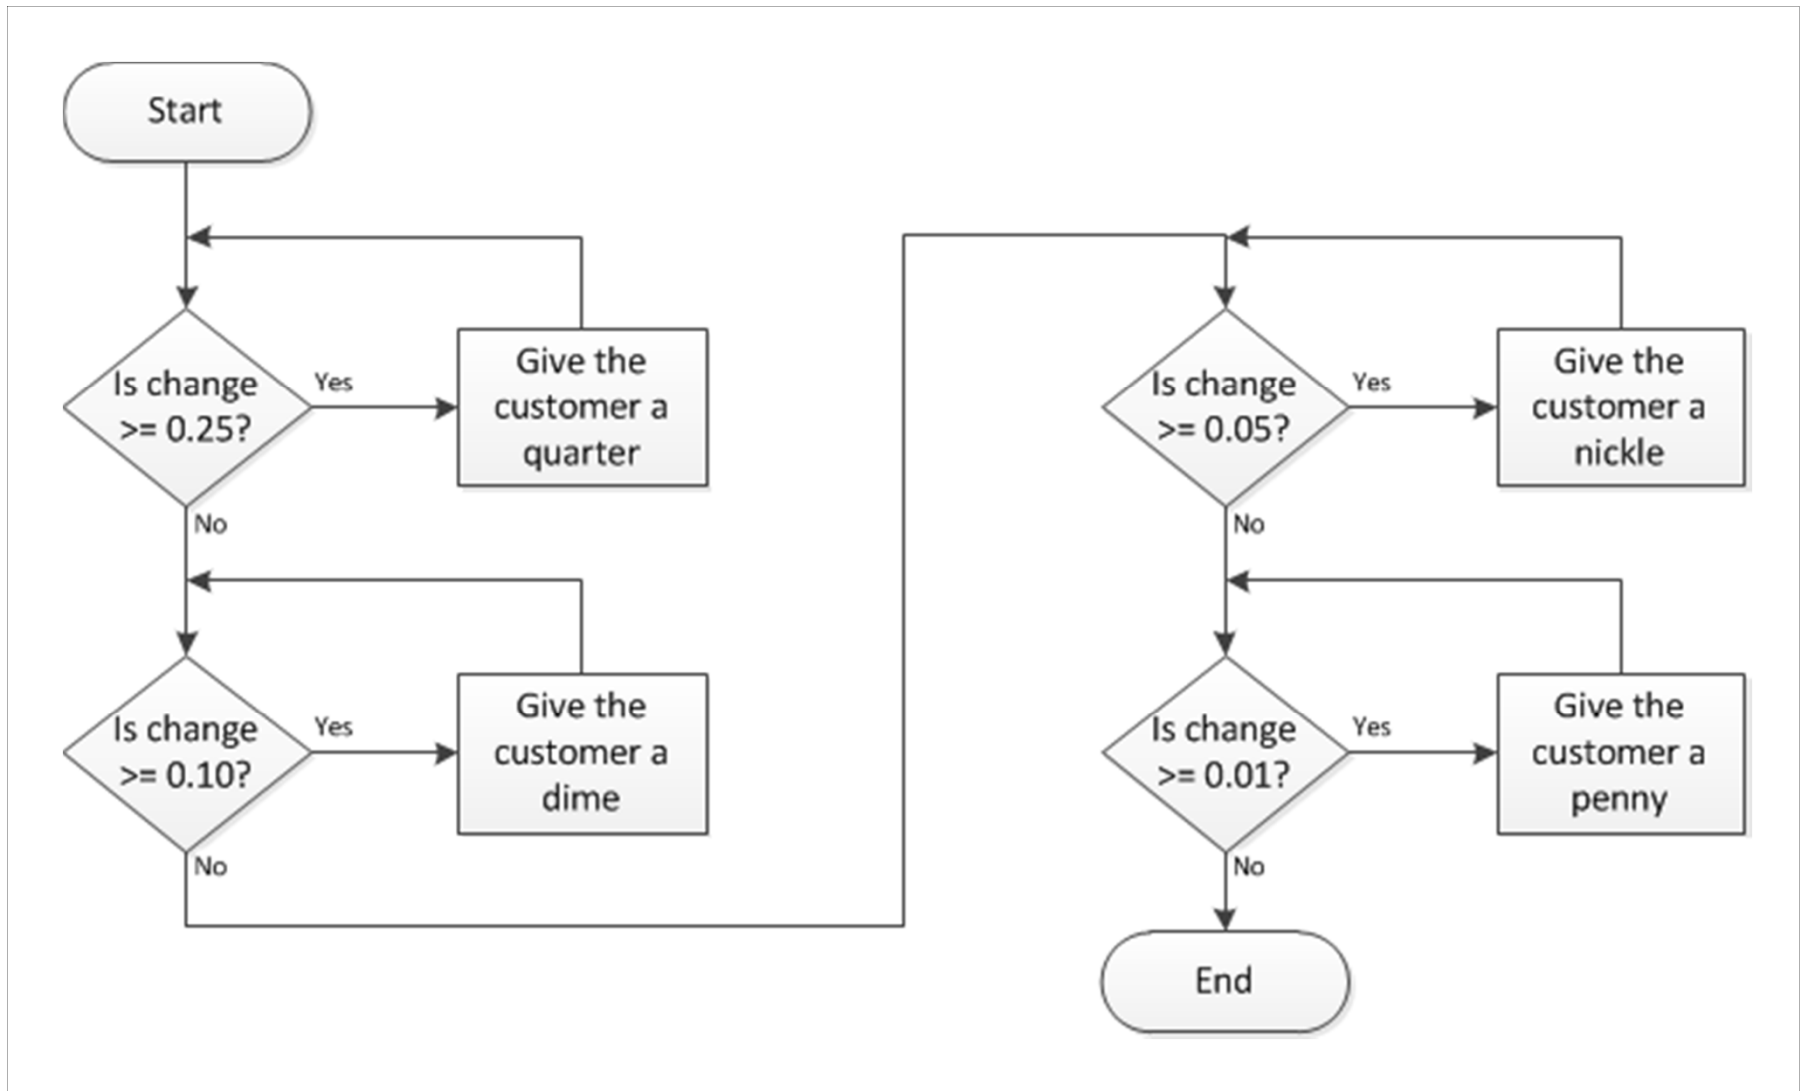 Start
Is change
>= 0.25?
Yes
Give the
customer a
quarter
No
Is change
>= 0.10?
Yes
Give the
customer a
dime
No
Is change
>= 0.05?
Yes
Give the
customer a
nickle
No
Is change
>= 0.01?
Yes
Give the
customer a
penny
No
End